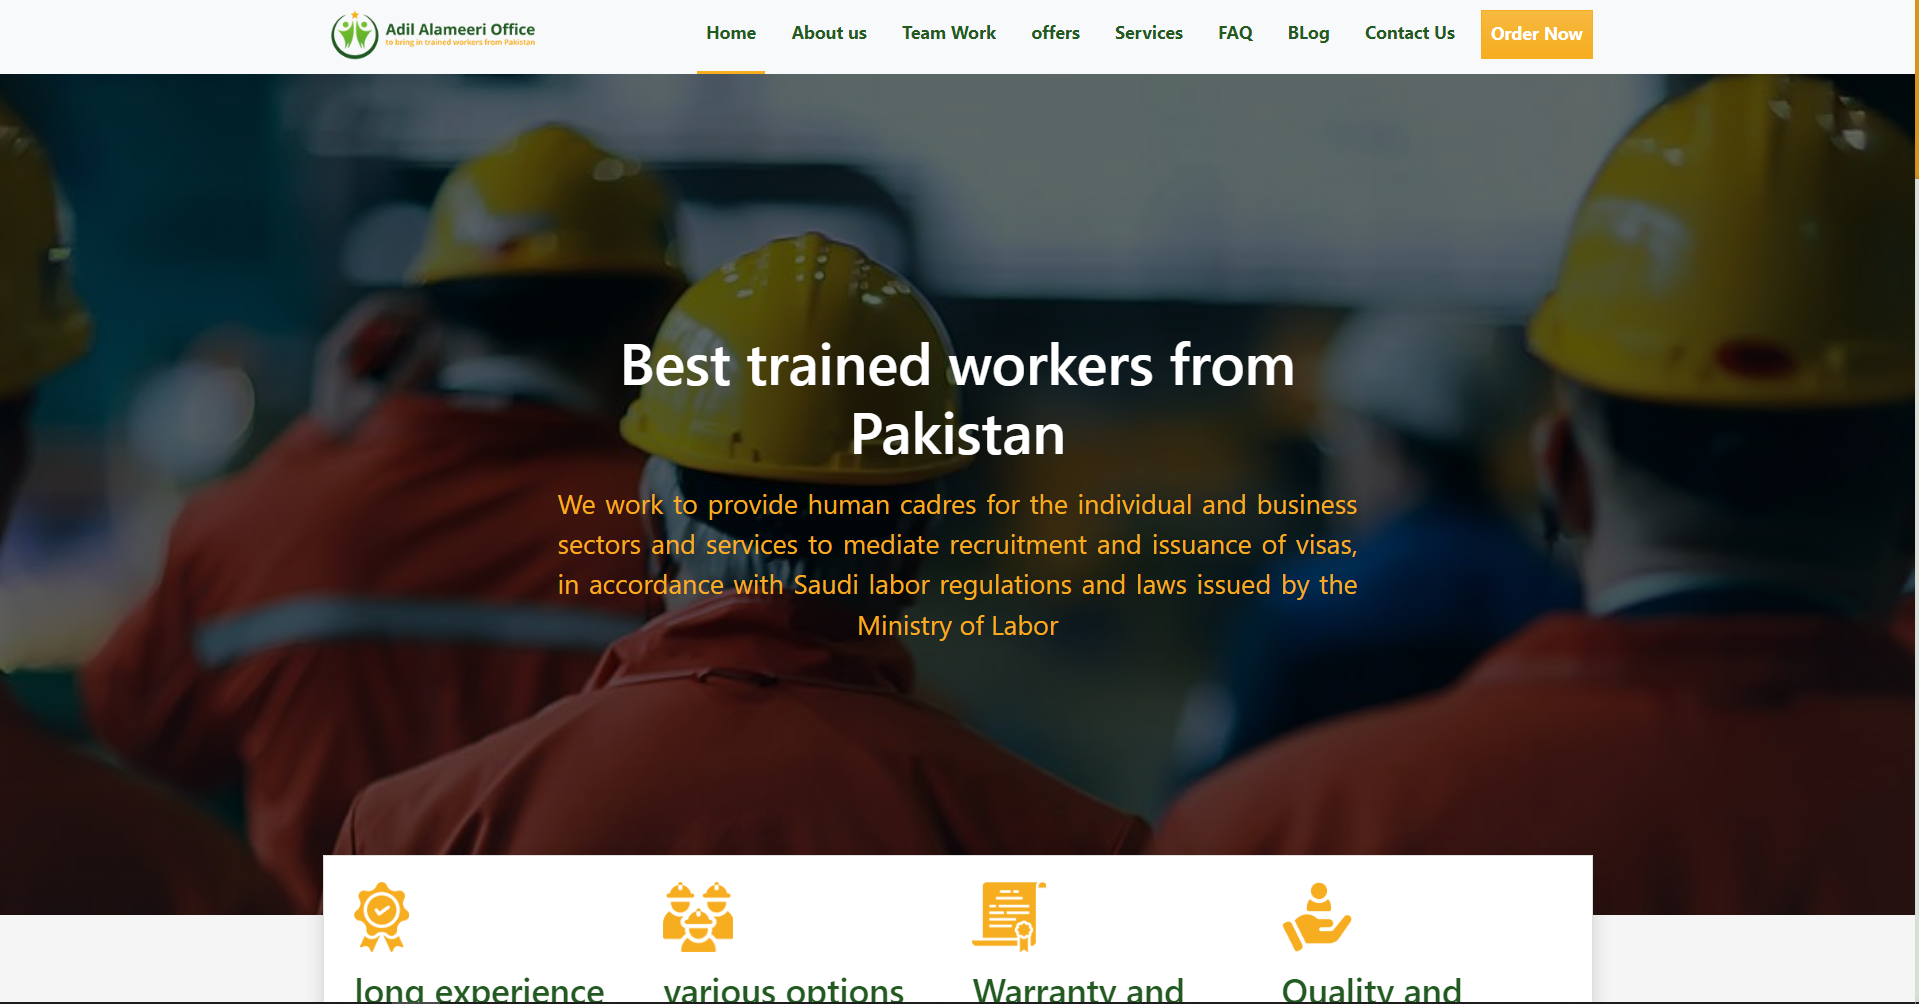 Adil Alameeri Office
to bring in trained workers from Pakistan
Home
About us
Team Work
offers
Services
FAQ
BLog
Contact Us
Order Now
Best trained workers from
Pakistan
We work to provide human cadres for the individual and business
sectors and services to mediate recruitment and issuance of visas,
in accordance with Saudi labor regulations and laws issued by the
Ministry of Labor
long experience
various options
Warranty and
Quality and